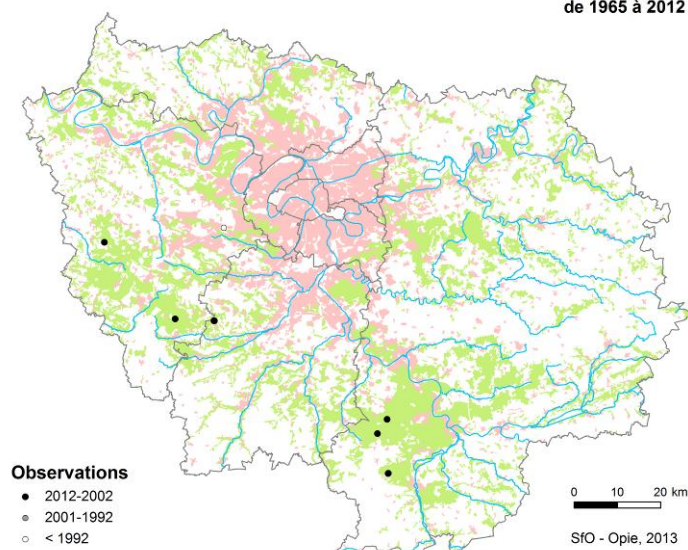 de 1965 à 2012
Observations
2012-2002
2001-1992
< 1992
0 10 20 km
SfO - Opie, 2013